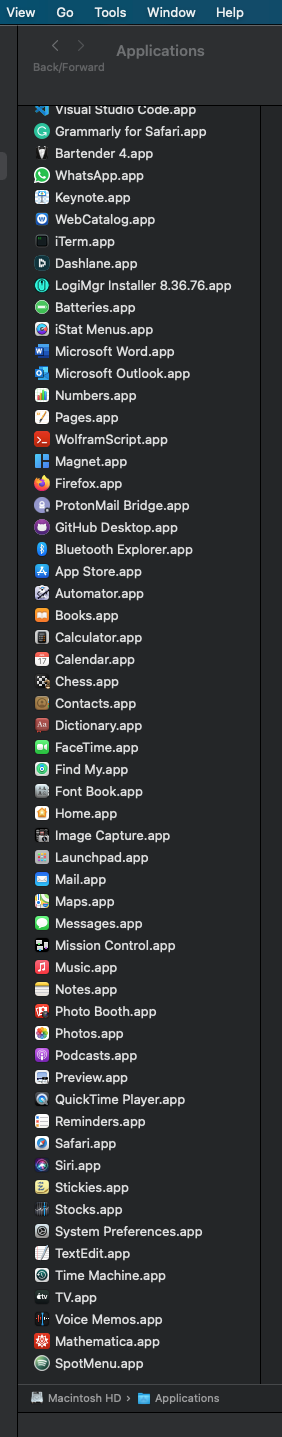 View Go Tools Window Help
Applications
Back/Forward
Visual Studio Code.app
Grammarly for Safari.app
Bartender 4.app
WhatsApp.app
Keynote.app
WebCatalog.app
iTerm.app
Dashlane.app
LogiMgr Installer 8.36.76.app
Batteries.app
iStat Menus.app
Microsoft Word.app
Microsoft Outlook.app
Numbers.app
Pages.app
WolframScript.app
Magnet.app
Firefox.app
ProtonMail Bridge.app
GitHub Desktop.app
Bluetooth Explorer.app
App Store.app
Automator.app
Books.app
Calculator.app
Calendar.app
Chess.app
Contacts.app
Dictionary.app
FaceTime.app
Find My.app
Font Book.app
Home.app
Image Capture.app
Launchpad.app
Mail.app
Maps.app
Messages.app
Mission Control.app
Music.app
Notes.app
Photo Booth.app
Photos.app
Podcasts.app
Preview.app
QuickTime Player.app
Reminders.app
Safari.app
Siri.app
Stickies.app
Stocks.app
System Preferences.app
TextEdit.app
Time Machine.app
TV.app
Voice Memos.app
Mathematica.app
SpotMenu.app
Macintosh HD › Applications